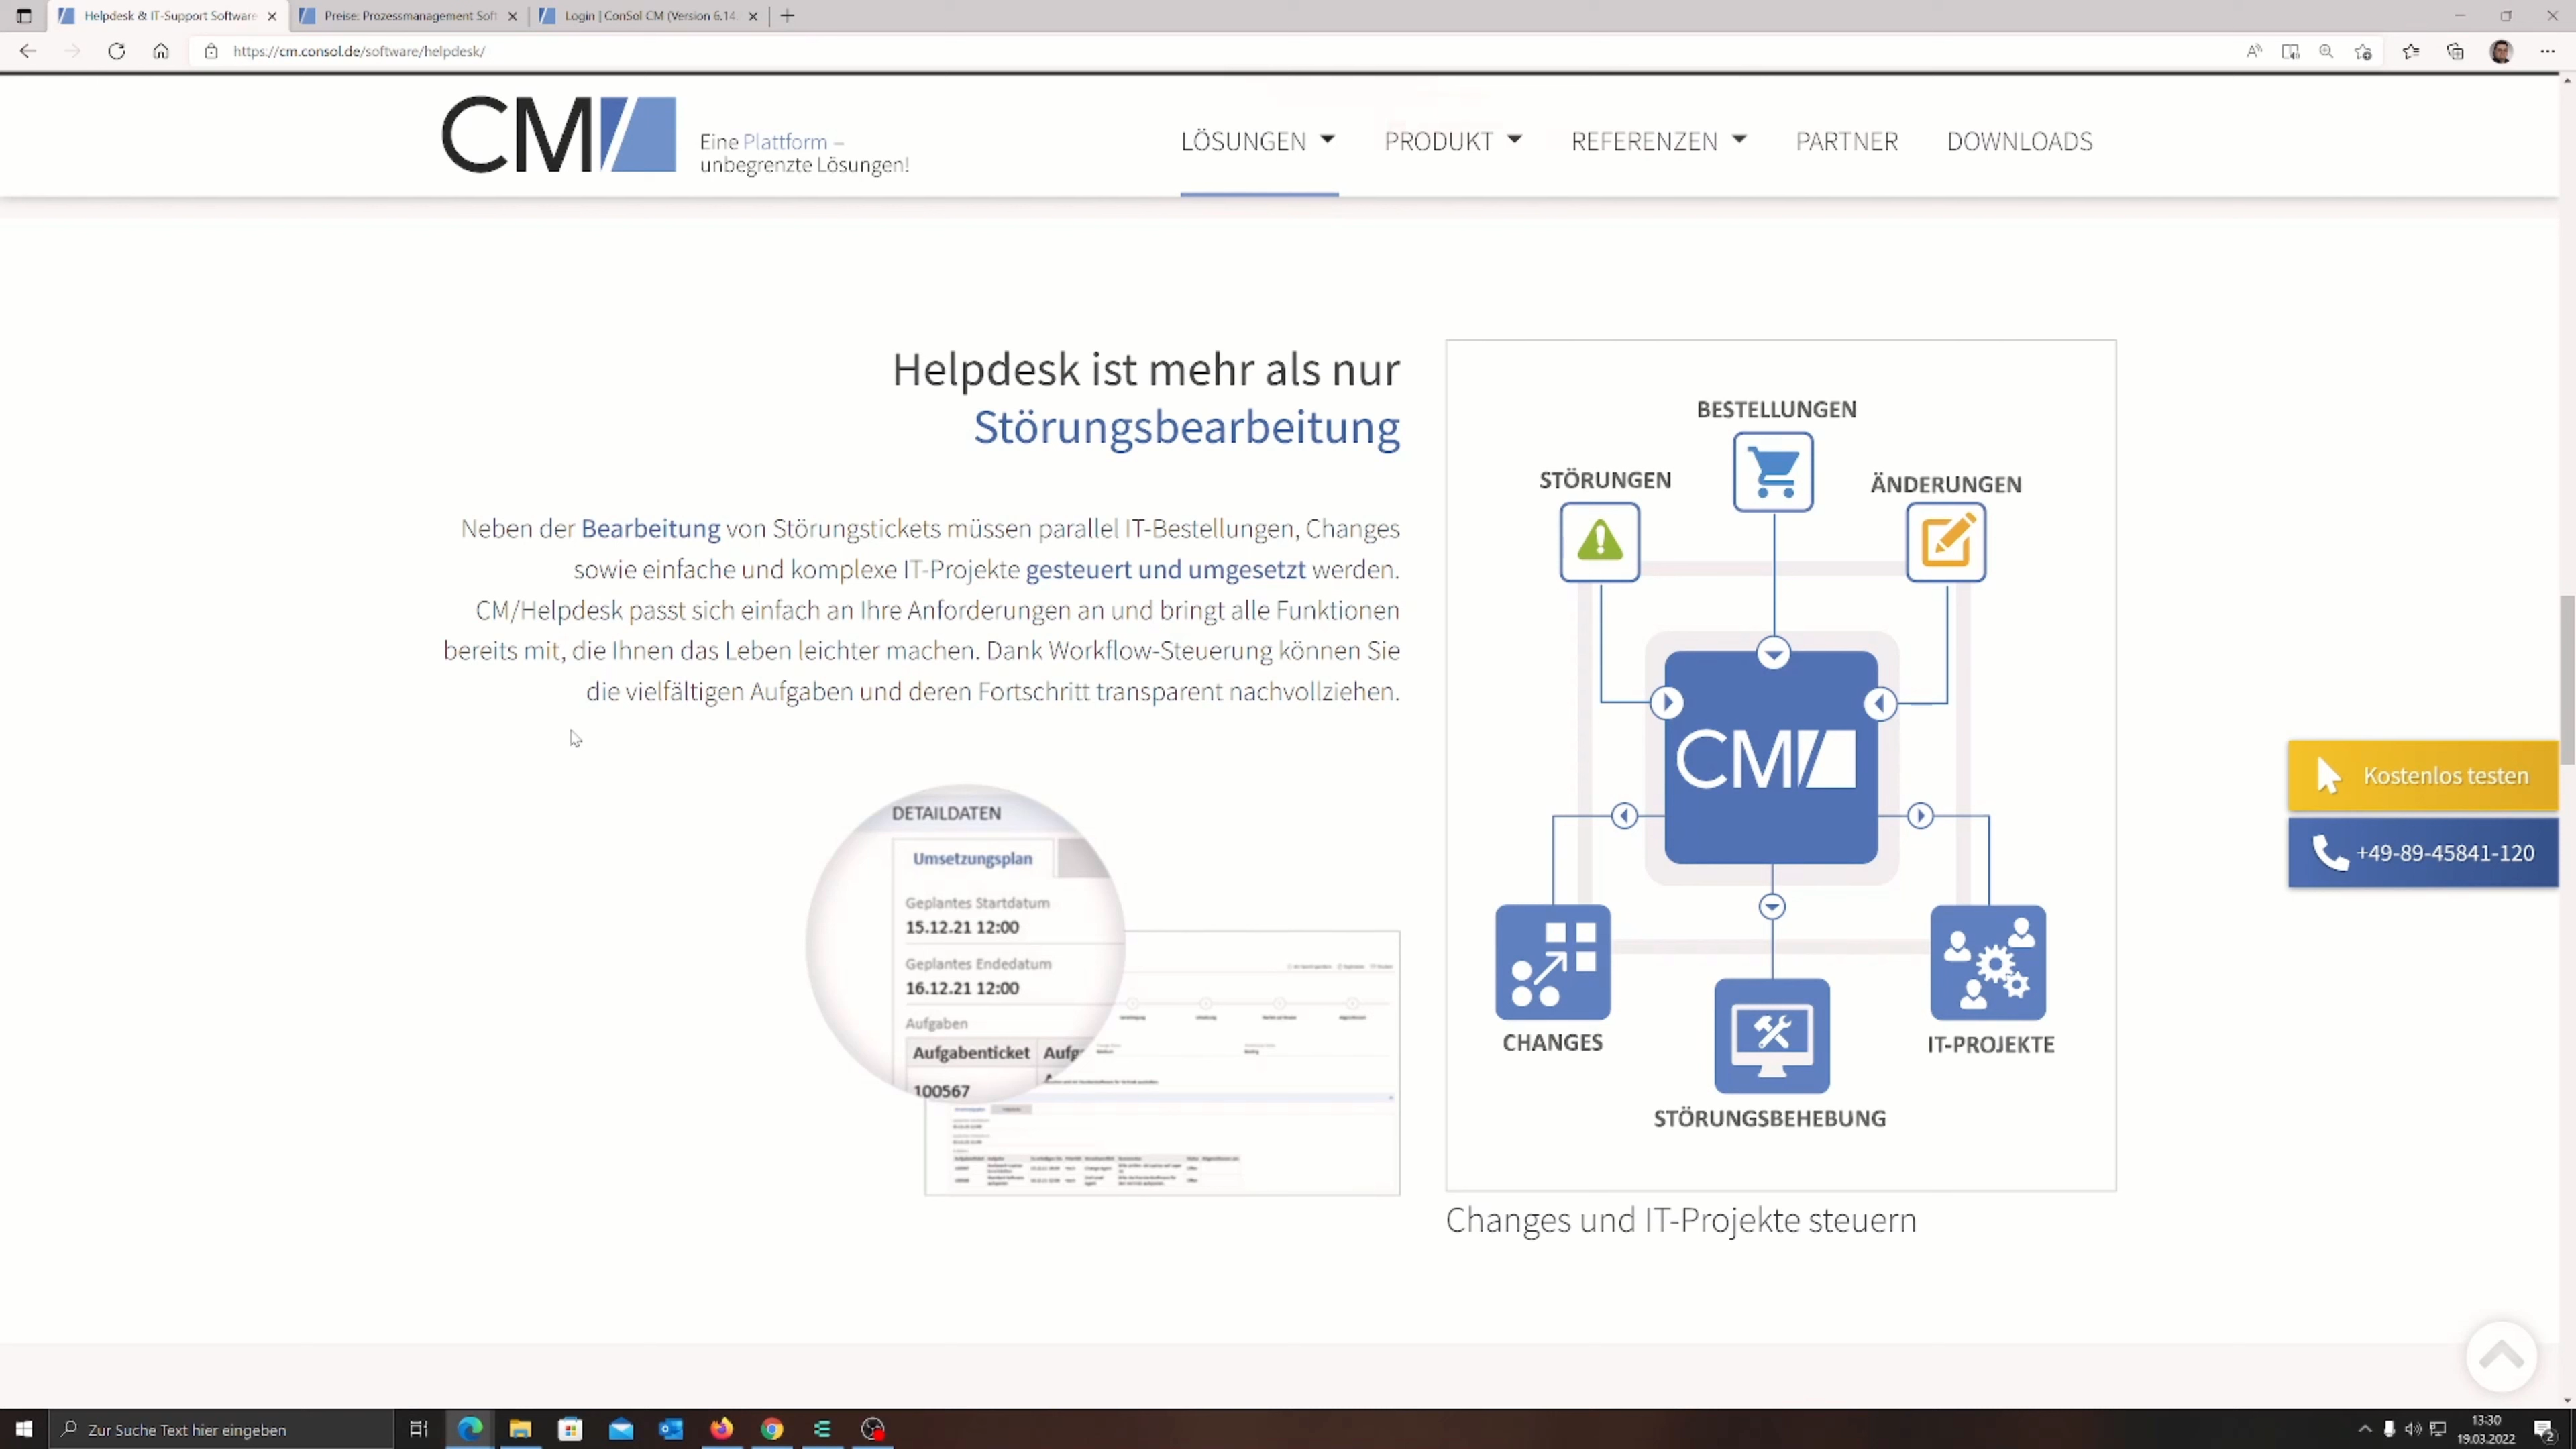 Helpdesk & IT-Support Software
Preise: Prozessmanagement Soft
Login | ConSol CM (Version 6.14.
https://cm.consol.de/software/helpdesk/
CM/
Eine Plattform –
unbegrenzte Lösungen!
LÖSUNGEN
PRODUKT
REFERENZEN
PARTNER
DOWNLOADS
Helpdesk ist mehr als nur
Störungsbearbeitung
Neben der Bearbeitung von Störungstickets müssen parallel IT-Bestellungen, Changes
sowie einfache und komplexe IT-Projekte gesteuert und umgesetzt werden.
CM/Helpdesk passt sich einfach an Ihre Anforderungen an und bringt alle Funktionen
bereits mit, die Ihnen das Leben leichter machen. Dank Workflow-Steuerung können Sie
die vielfältigen Aufgaben und deren Fortschritt transparent nachvollziehen.
DETAILDATEN
Umsetzungsplan
Geplantes Startdatum
15.12.21 12:00
Geplantes Endedatum
16.12.21 12:00
Aufgaben
Aufgabenticket
100567
BESTELLUNGEN
STÖRUNGEN
ÄNDERUNGEN
CM/
CHANGES
IT-PROJEKTE
STÖRUNGSBEHEBUNG
Changes und IT-Projekte steuern
Kostenlos testen
+49-89-45841-120
Zur Suche Text hier eingeben
13:30
19.03.2022
2